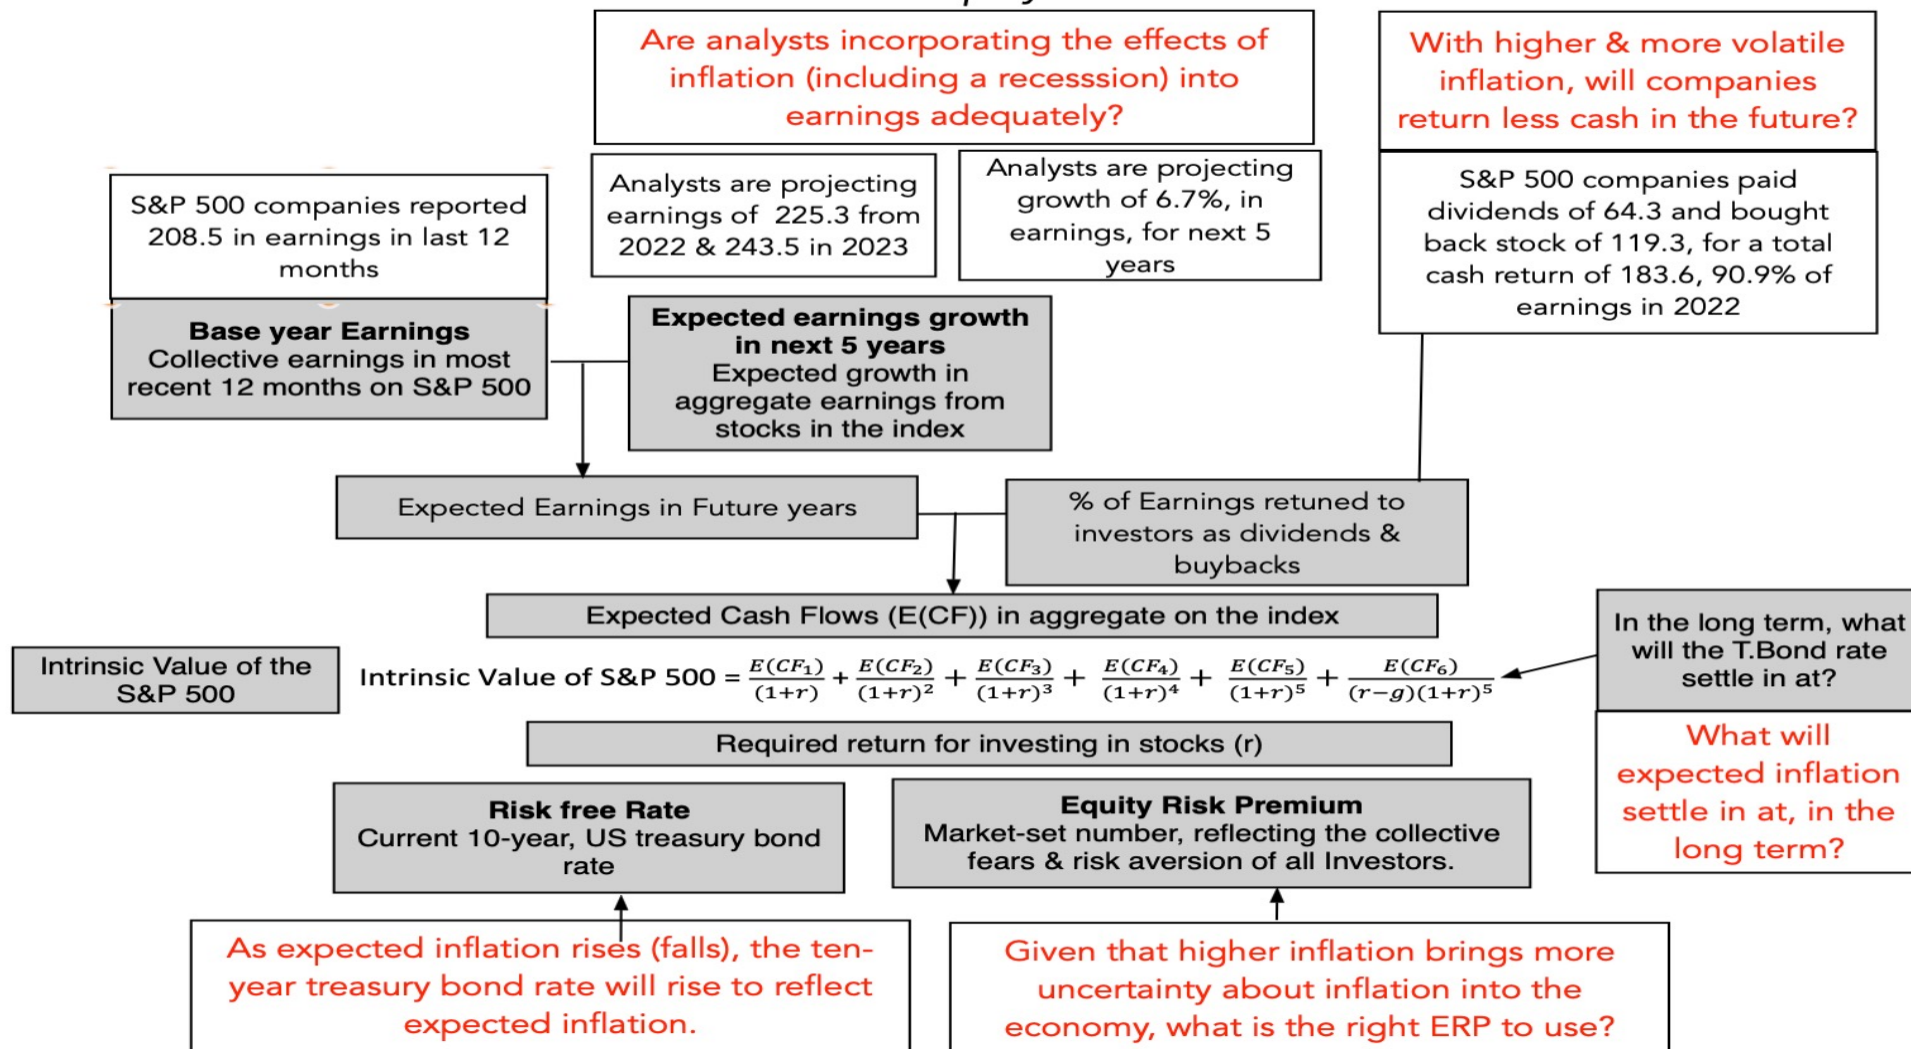 Are analysts incorporating the effects of
inflation (including a recesssion) into
earnings adequately?
With higher & more volatile
inflation, will companies
return less cash in the future?
S&P 500 companies reported
208.5 in earnings in last 12
months
Analysts are projecting
earnings of 225.3 from
2022 & 243.5 in 2023
Analysts are projecting
growth of 6.7%, in
earnings, for next 5
years
S&P 500 companies paid
dividends of 64.3 and bought
back stock of 119.3, for a total
cash return of 183.6, 90.9% of
earnings in 2022
Base year Earnings
Collective earnings in most
recent 12 months on S&P 500
Expected earnings growth
in next 5 years
Expected growth in
aggregate earnings from
stocks in the index
Expected Earnings in Future years
% of Earnings retuned to
investors as dividends &
buybacks
Expected Cash Flows (E(CF)) in aggregate on the index
In the long term, what
will the T.Bond rate
settle in at?
Intrinsic Value of the
S&P 500
Intrinsic Value of S&P 500 = E(CF₁)/(1+r) + E(CF₂)/(1+r)² + E(CF₃)/(1+r)³ + E(CF₄)/(1+r)⁴ + E(CF₅)/(1+r)⁵ + E(CF₆)/(r−g)(1+r)⁵
What will
expected inflation
settle in at, in the
long term?
Required return for investing in stocks (r)
Risk free Rate
Current 10-year, US treasury bond
rate
Equity Risk Premium
Market-set number, reflecting the collective
fears & risk aversion of all Investors.
As expected inflation rises (falls), the ten-
year treasury bond rate will rise to reflect
expected inflation.
Given that higher inflation brings more
uncertainty about inflation into the
economy, what is the right ERP to use?